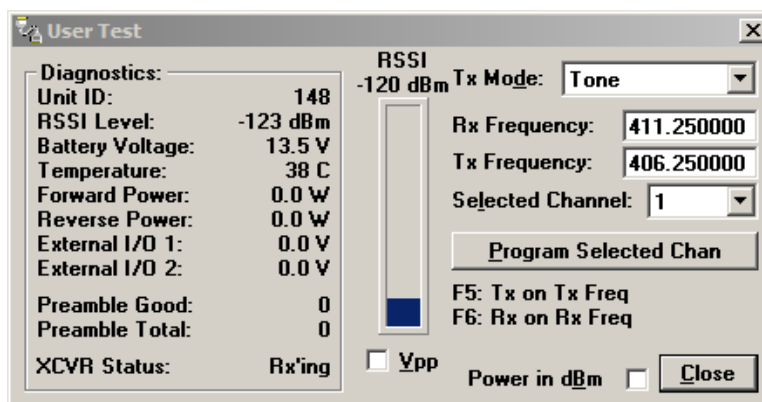 User Test
Diagnostics:
Unit ID: 148
RSSI Level: -123 dBm
Battery Voltage: 13.5 V
Temperature: 38 C
Forward Power: 0.0 W
Reverse Power: 0.0 W
External I/O 1: 0.0 V
External I/O 2: 0.0 V
Preamble Good: 0
Preamble Total: 0
XCVR Status: Rx'ing
RSSI
-120 dBm
Vpp
Tx Mode: Tone
Rx Frequency: 411.250000
Tx Frequency: 406.250000
Selected Channel: 1
Program Selected Chan
F5: Tx on Tx Freq
F6: Rx on Rx Freq
Power in dBm
Close